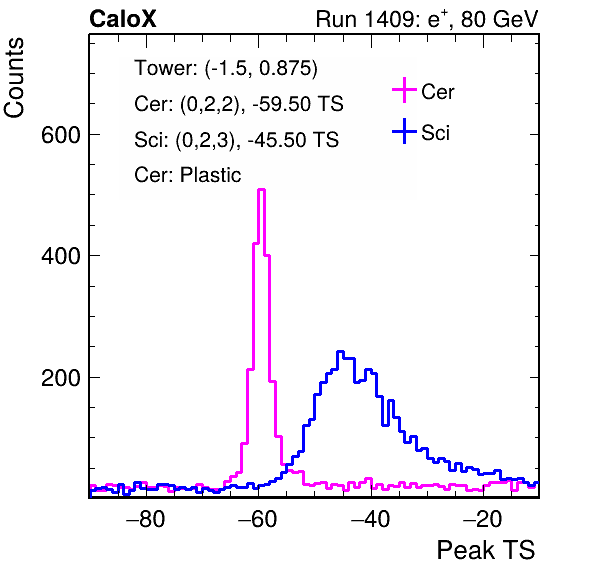 CaloX Run 1409: e⁺, 80 GeV
Counts
Tower: (-1.5, 0.875)
Cer: (0,2,2), -59.50 TS
Sci: (0,2,3), -45.50 TS
Cer: Plastic
Cer
Sci
600
400
200
−80 −60 −40 −20
Peak TS